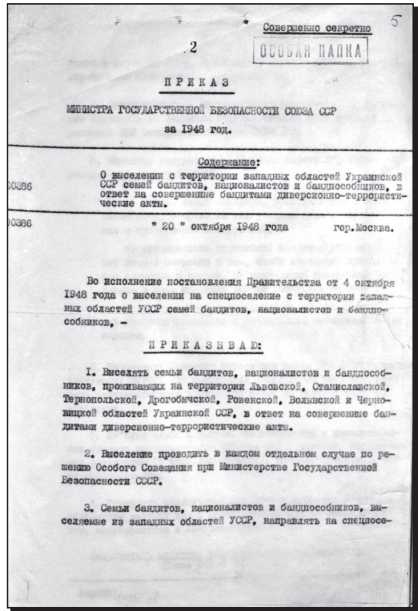 Совершенно секретно
5
2
ОСОБАЯ ПАПКА
ПРИКАЗ
МИНИСТРА ГОСУДАРСТВЕННОЙ БЕЗОПАСНОСТИ СОЮЗА ССР
за 1948 год.
Содержание:
О выселении с территории западных областей Украинской
00386
ССР семей бандитов, националистов и бандпособников, в
ответ на совершенные бандитами диверсионно-террористи-
ческие акты.
00386
" 20 " октября 1948 года гор.Москва.
Во исполнение постановления Правительства от 4 октября
1948 года о выселении на спецпоселение с территории запад-
ных областей УССР семей бандитов, националистов и бандпо-
собников, –
ПРИКАЗЫВАЮ:
1. Выселять семьи бандитов, националистов и бандпособ-
ников, проживающих на территории Львовской, Станиславской,
Тернопольской, Дрогобычской, Ровенской, Волынской и Черно-
вицкой областей Украинской ССР, в ответ на совершенные бан-
дитами диверсионно-террористические акты.
2. Выселение проводить в каждом отдельном случае по ре-
шению Особого Совещания при Министерстве Государственной
Безопасности СССР.
3. Семьи бандитов, националистов и бандпособников, вы-
селяемые из западных областей УССР, направлять на спецпосе-